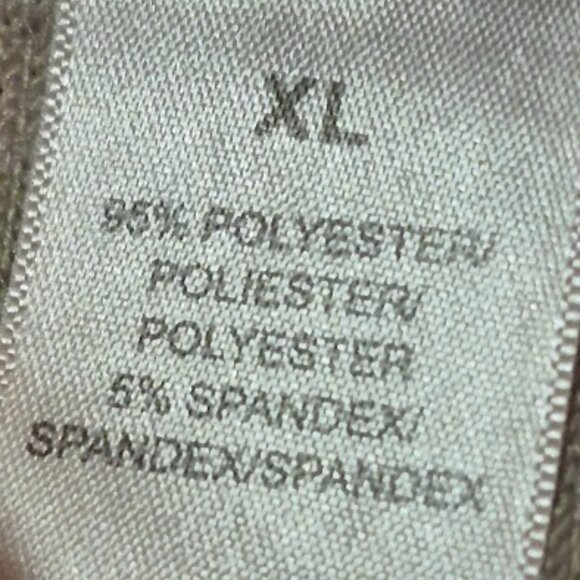 XL
95% POLYESTER/
POLIESTER/
POLYESTER
5% SPANDEX/
SPANDEX/SPANDEX